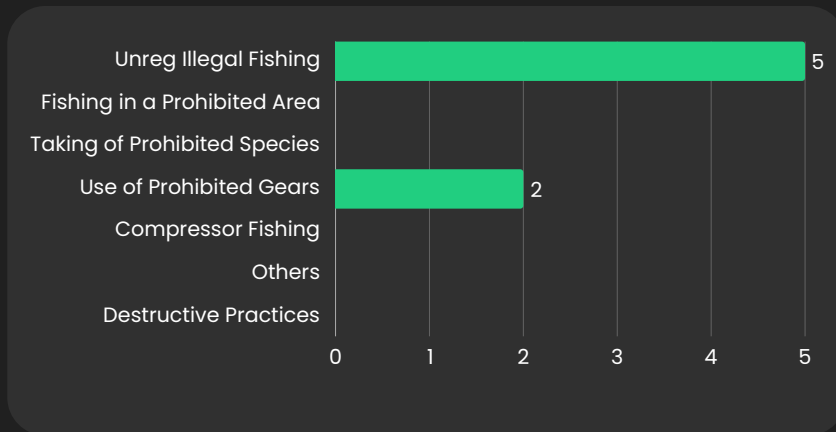 Unreg Illegal Fishing 5
Fishing in a Prohibited Area
Taking of Prohibited Species
Use of Prohibited Gears 2
Compressor Fishing
Others
Destructive Practices
0 1 2 3 4 5